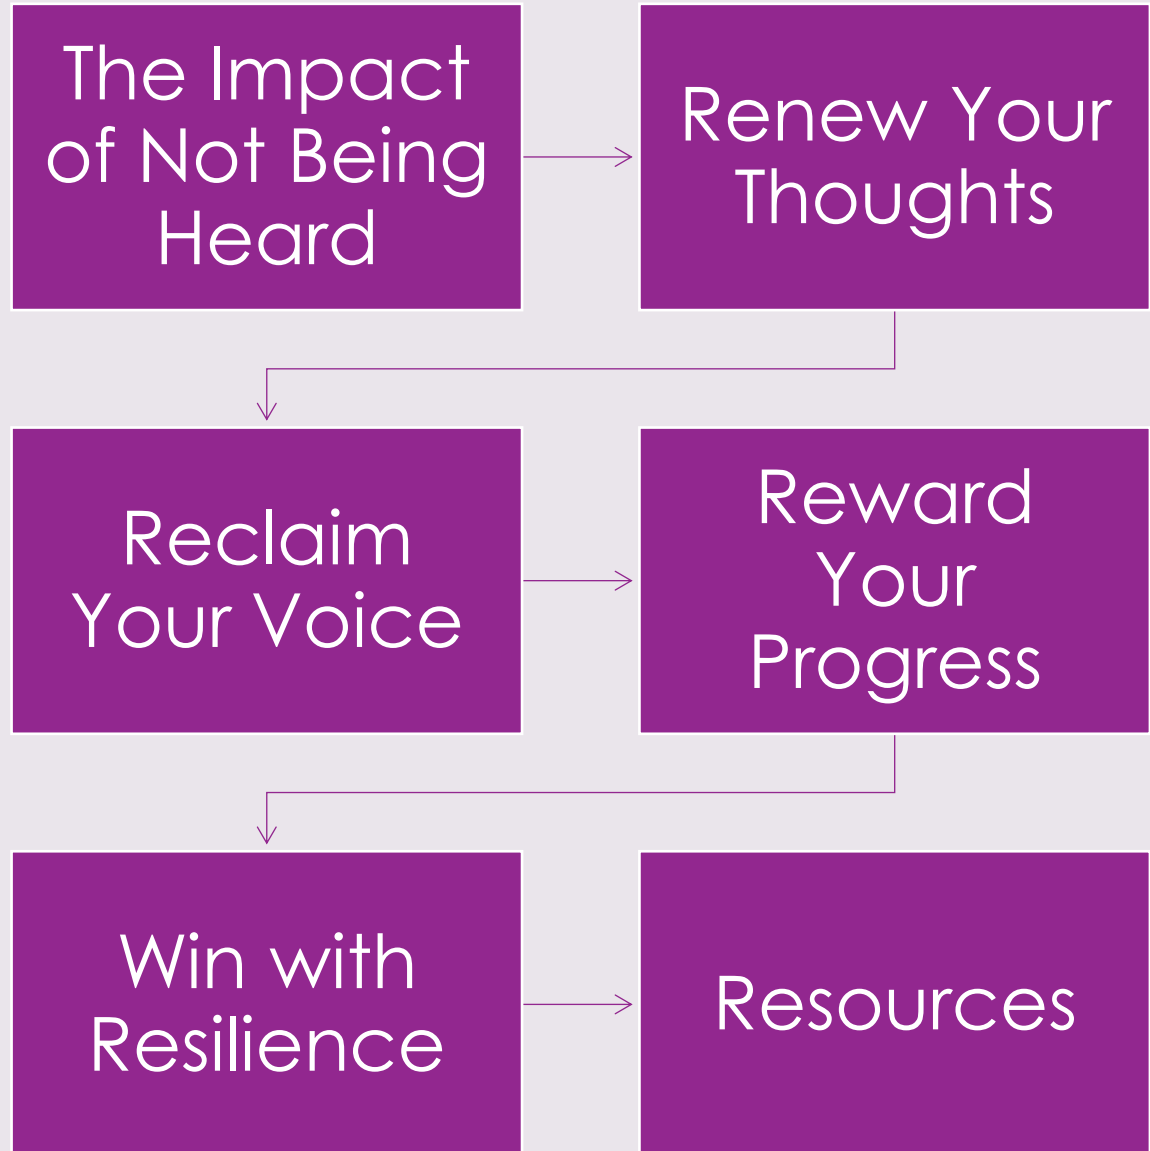 The Impact
of Not Being
Heard
Renew Your
Thoughts
Reclaim
Your Voice
Reward
Your
Progress
Win with
Resilience
Resources